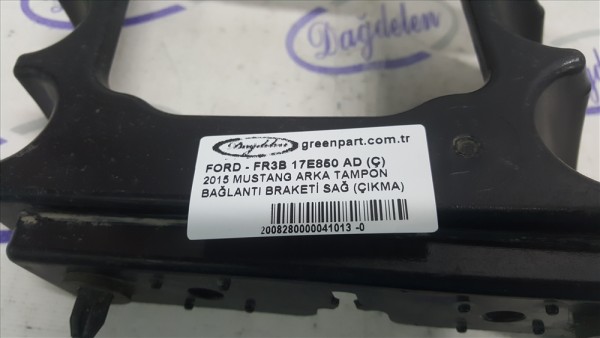 Dağdelen
Dağdelen greenpart.com.tr
FORD - FR3B 17E850 AD (Ç)
2015 MUSTANG ARKA TAMPON
BAĞLANTI BRAKETİ SAĞ (ÇIKMA)
2008280000041013 -0